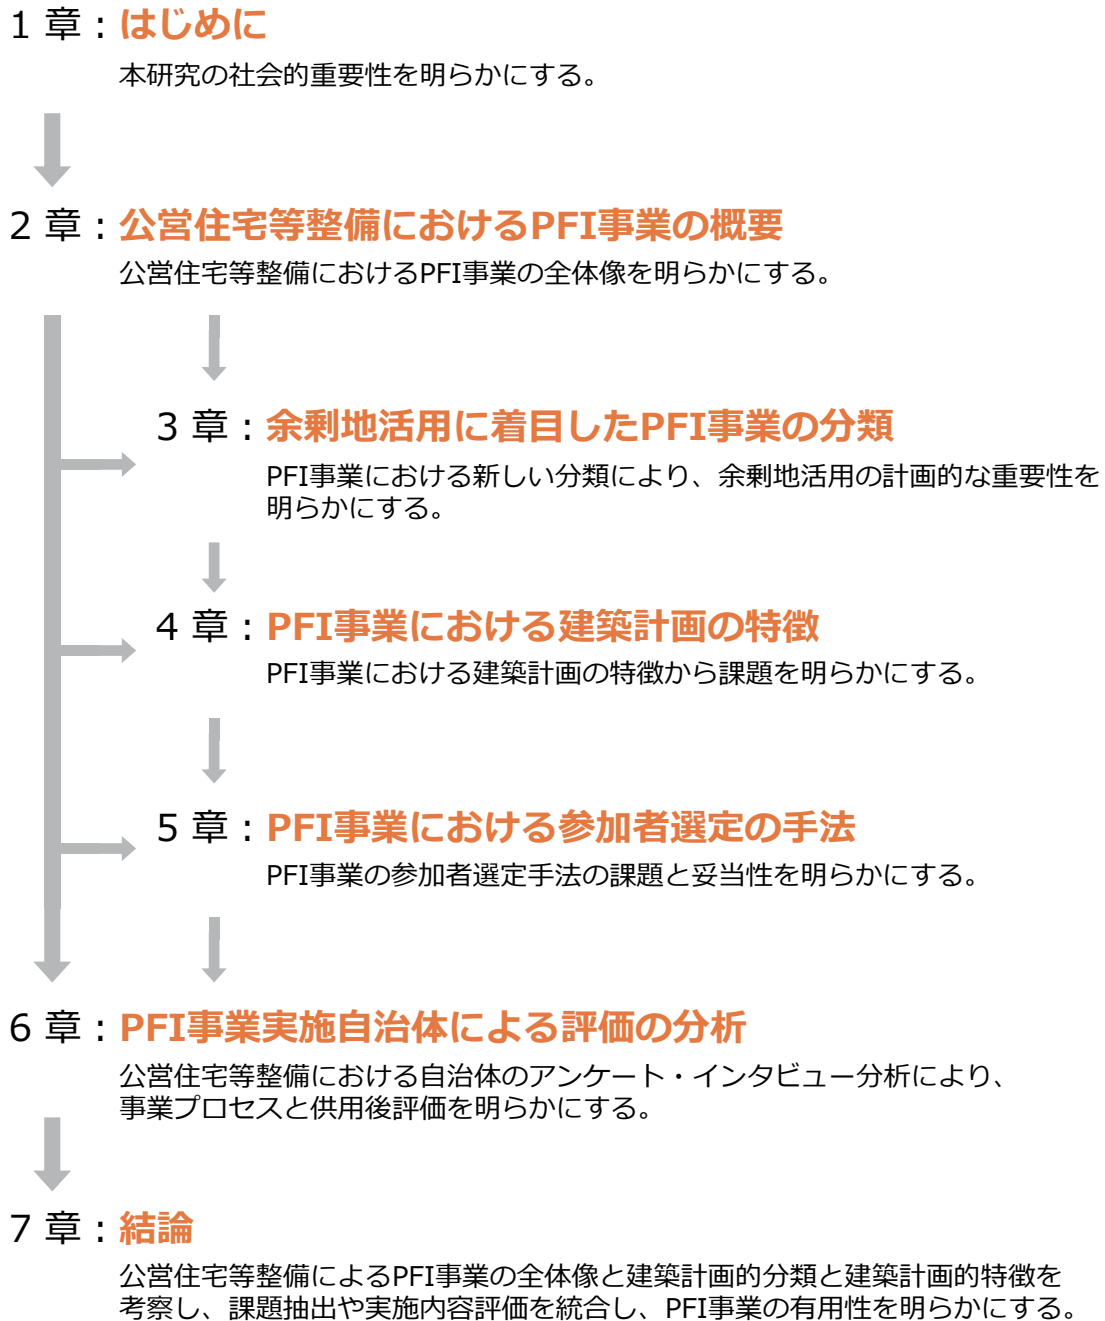 1 章：はじめに
本研究の社会的重要性を明らかにする。
2 章：公営住宅等整備におけるPFI事業の概要
公営住宅等整備におけるPFI事業の全体像を明らかにする。
3 章：余剰地活用に着目したPFI事業の分類
PFI事業における新しい分類により、余剰地活用の計画的な重要性を
明らかにする。
4 章：PFI事業における建築計画の特徴
PFI事業における建築計画の特徴から課題を明らかにする。
5 章：PFI事業における参加者選定の手法
PFI事業の参加者選定手法の課題と妥当性を明らかにする。
6 章：PFI事業実施自治体による評価の分析
公営住宅等整備における自治体のアンケート・インタビュー分析により、
事業プロセスと供用後評価を明らかにする。
7 章：結論
公営住宅等整備によるPFI事業の全体像と建築計画的分類と建築計画的特徴を
考察し、課題抽出や実施内容評価を統合し、PFI事業の有用性を明らかにする。